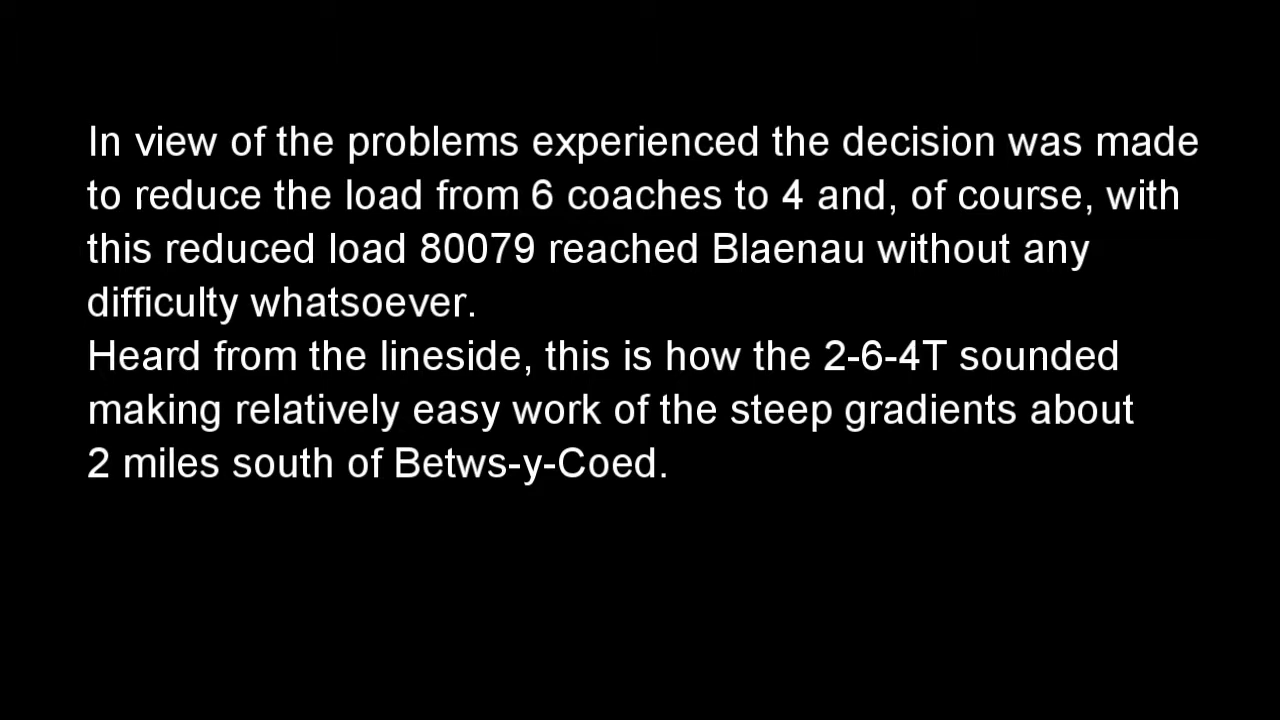 In view of the problems experienced the decision was made
to reduce the load from 6 coaches to 4 and, of course, with
this reduced load 80079 reached Blaenau without any
difficulty whatsoever.
Heard from the lineside, this is how the 2-6-4T sounded
making relatively easy work of the steep gradients about
2 miles south of Betws-y-Coed.